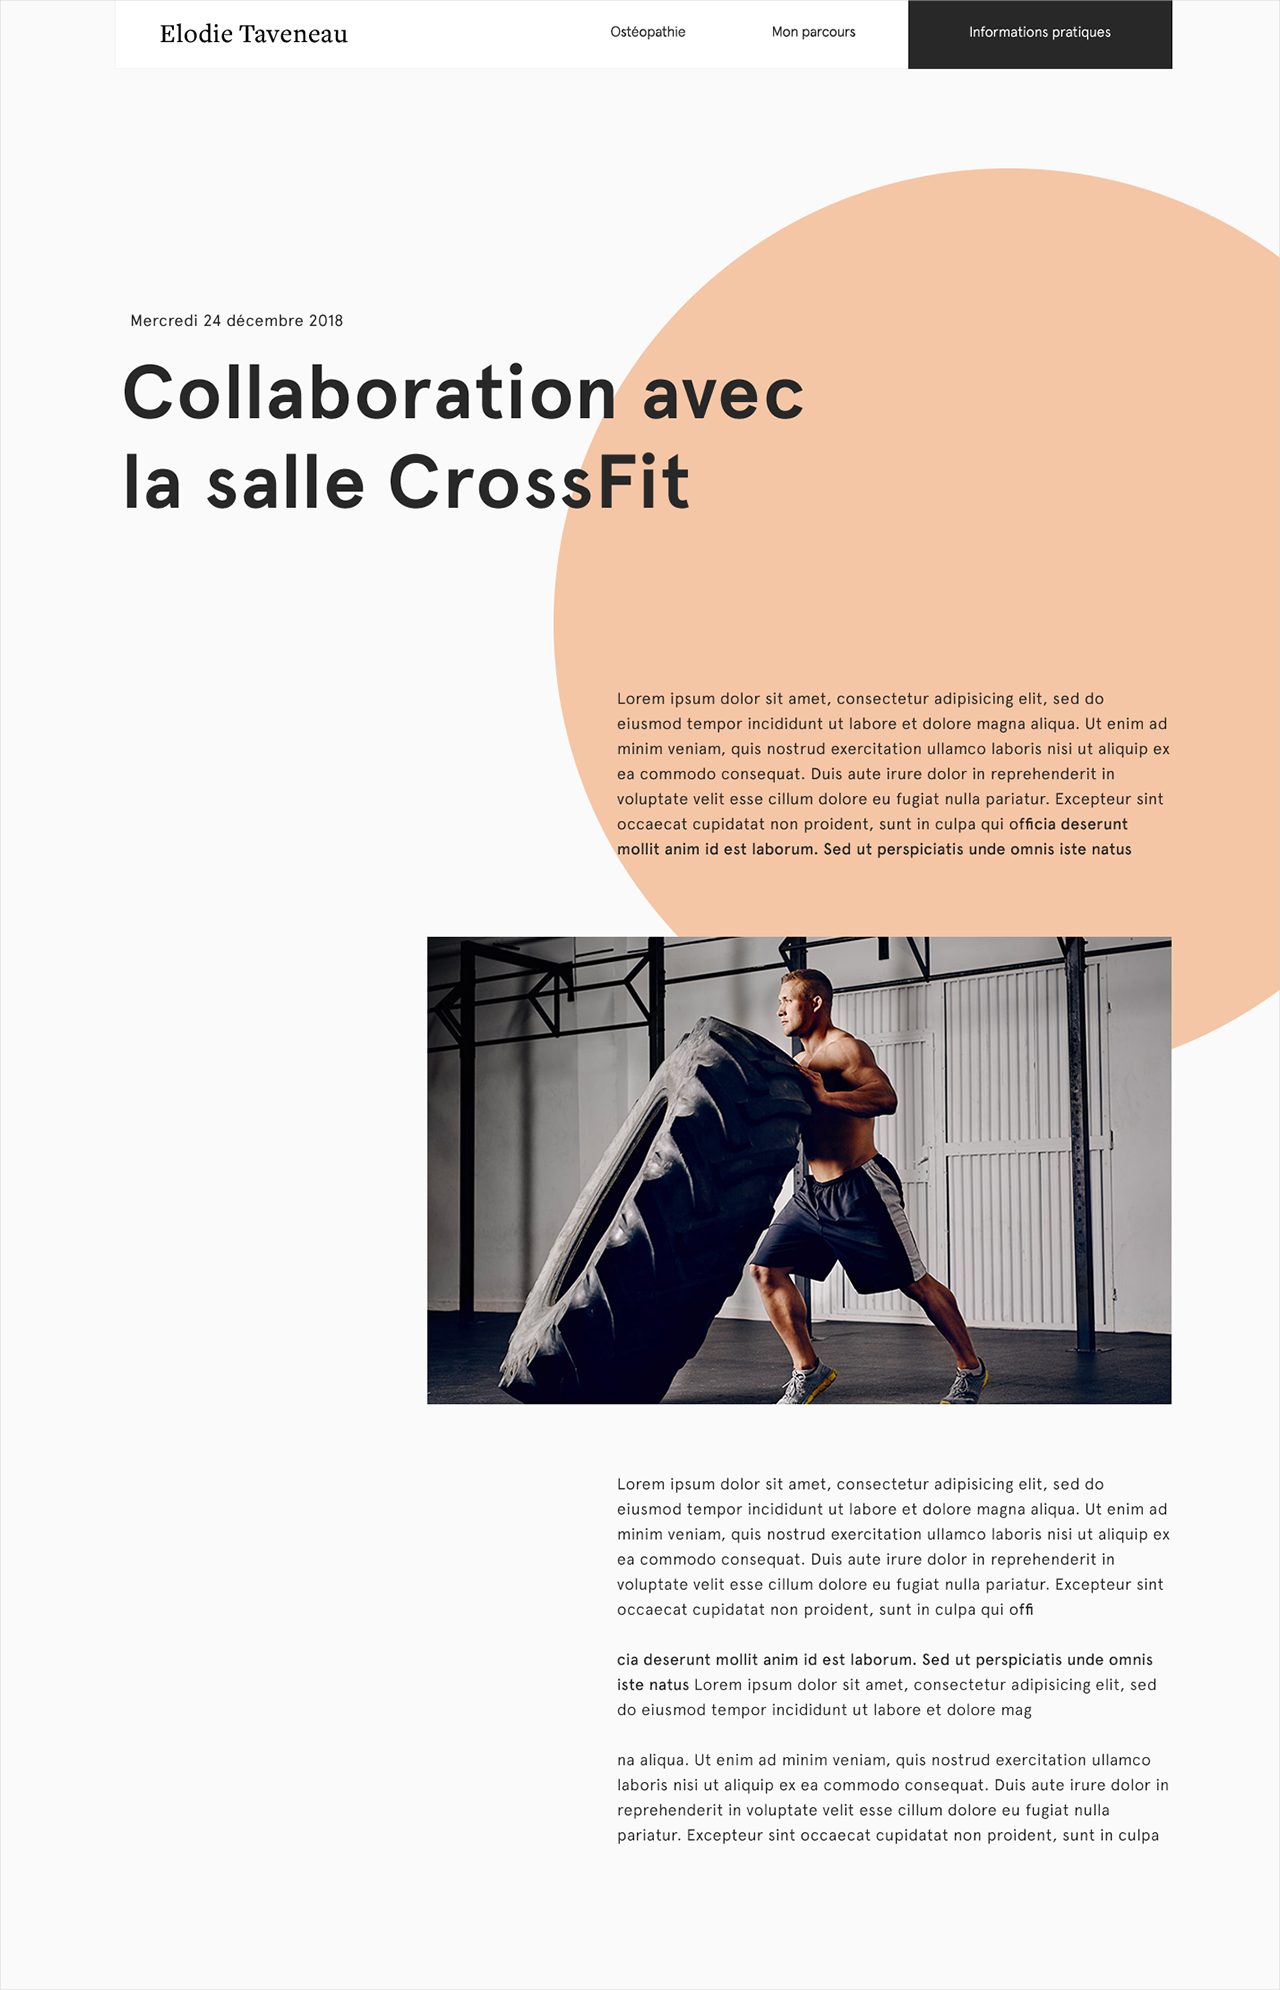 Elodie Taveneau
Ostéopathie
Mon parcours
Informations pratiques
Mercredi 24 décembre 2018
Collaboration avec
la salle CrossFit
Lorem ipsum dolor sit amet, consectetur adipisicing elit, sed do
eiusmod tempor incididunt ut labore et dolore magna aliqua. Ut enim ad
minim veniam, quis nostrud exercitation ullamco laboris nisi ut aliquip ex
ea commodo consequat. Duis aute irure dolor in reprehenderit in
voluptate velit esse cillum dolore eu fugiat nulla pariatur. Excepteur sint
occaecat cupidatat non proident, sunt in culpa qui officia deserunt
mollit anim id est laborum. Sed ut perspiciatis unde omnis iste natus
Lorem ipsum dolor sit amet, consectetur adipisicing elit, sed do
eiusmod tempor incididunt ut labore et dolore magna aliqua. Ut enim ad
minim veniam, quis nostrud exercitation ullamco laboris nisi ut aliquip ex
ea commodo consequat. Duis aute irure dolor in reprehenderit in
voluptate velit esse cillum dolore eu fugiat nulla pariatur. Excepteur sint
occaecat cupidatat non proident, sunt in culpa qui offi
cia deserunt mollit anim id est laborum. Sed ut perspiciatis unde omnis
iste natus Lorem ipsum dolor sit amet, consectetur adipisicing elit, sed
do eiusmod tempor incididunt ut labore et dolore mag
na aliqua. Ut enim ad minim veniam, quis nostrud exercitation ullamco
laboris nisi ut aliquip ex ea commodo consequat. Duis aute irure dolor in
reprehenderit in voluptate velit esse cillum dolore eu fugiat nulla
pariatur. Excepteur sint occaecat cupidatat non proident, sunt in culpa